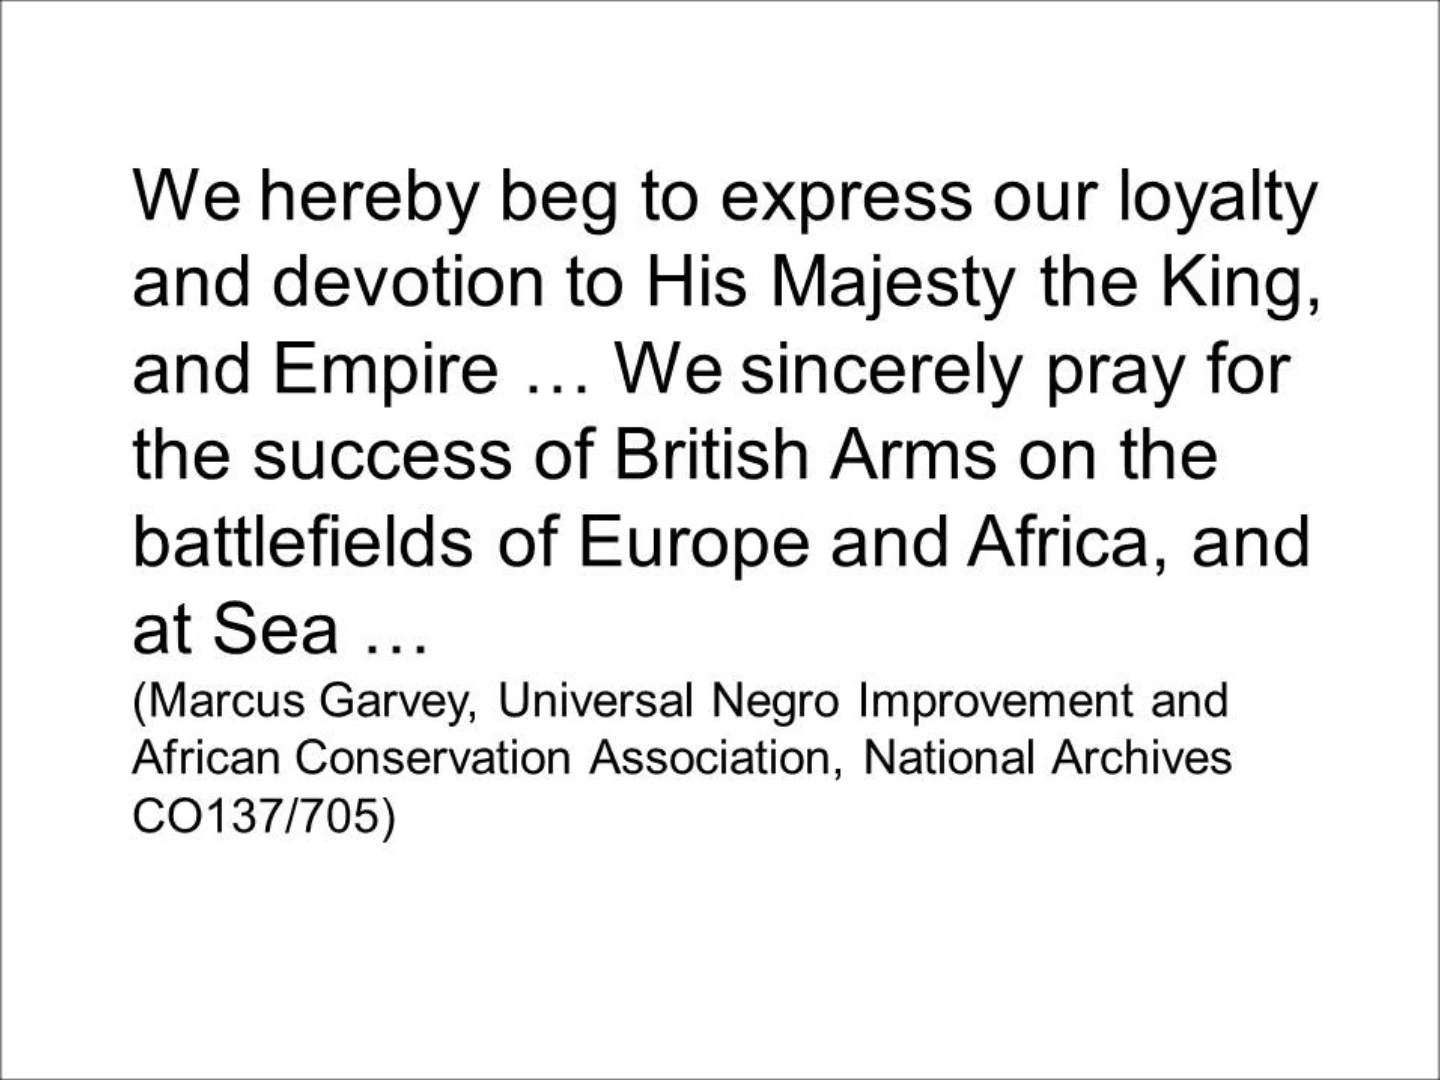 We hereby beg to express our loyalty
and devotion to His Majesty the King,
and Empire … We sincerely pray for
the success of British Arms on the
battlefields of Europe and Africa, and
at Sea …
(Marcus Garvey, Universal Negro Improvement and
African Conservation Association, National Archives
CO137/705)